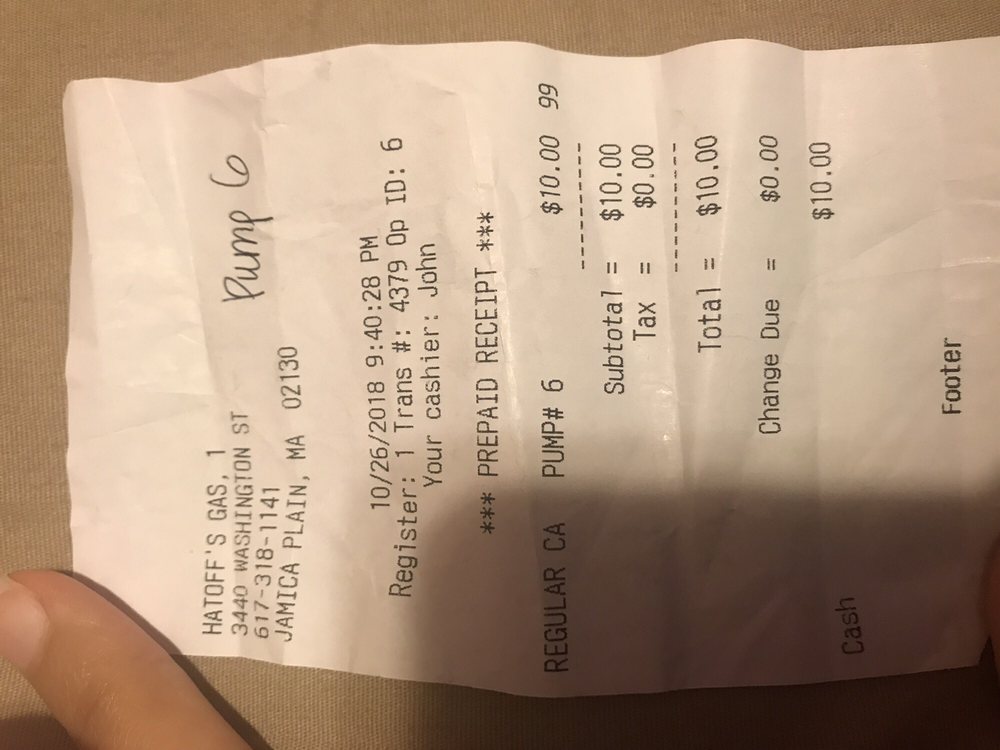 HATOFF'S GAS, 1
3440 WASHINGTON ST
617-318-1141
JAMICA PLAIN, MA 02130
Pump 6
10/26/2018 9:40:28 PM
Register: 1 Trans #: 4379 Op ID: 6
Your cashier: John
*** PREPAID RECEIPT ***
REGULAR CA PUMP# 6 $10.00 99
----------
Subtotal = $10.00
Tax = $0.00
----------
Total = $10.00
Change Due = $0.00
Cash $10.00
Footer